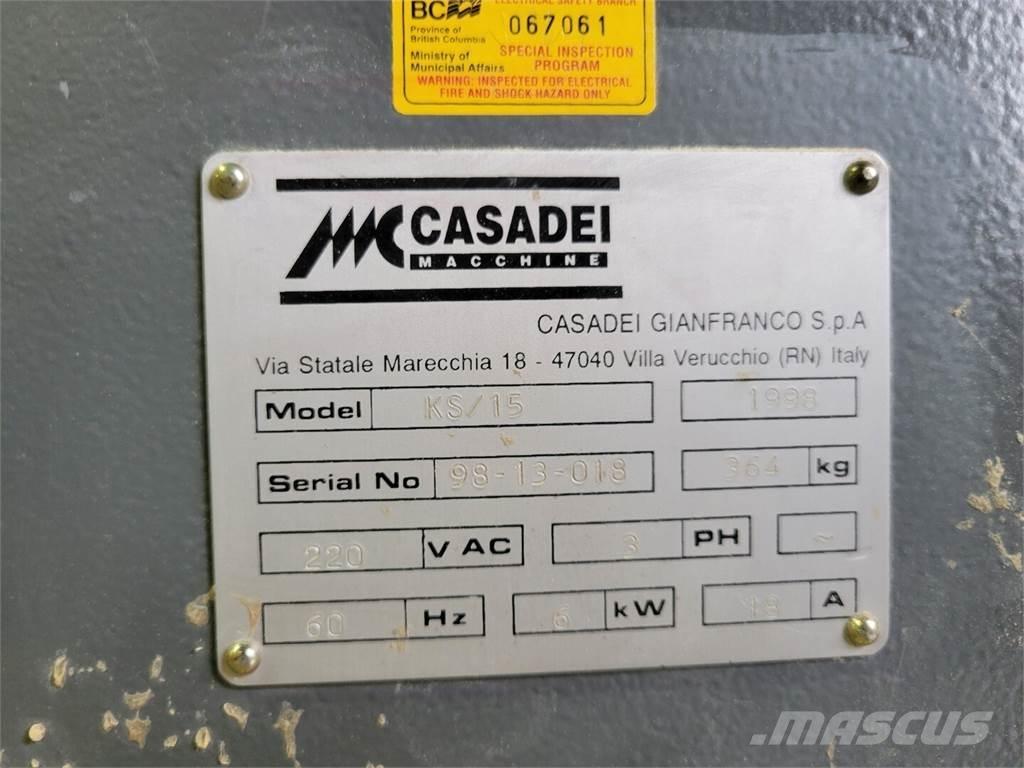 BC ELECTRICAL SAFETY BRANCH
067061
Province of
British Columbia
Ministry of
Municipal Affairs
SPECIAL INSPECTION
PROGRAM
WARNING: INSPECTED FOR ELECTRICAL
FIRE AND SHOCK HAZARD ONLY
CASADEI
MACCHINE
CASADEI GIANFRANCO S.p.A
Via Statale Marecchia 18 - 47040 Villa Verucchio (RN) Italy
Model KS/15 1998
Serial No 98-13-018 364 kg
220 V AC 3 PH ~
60 Hz 6 kW 18 A
MASCUS